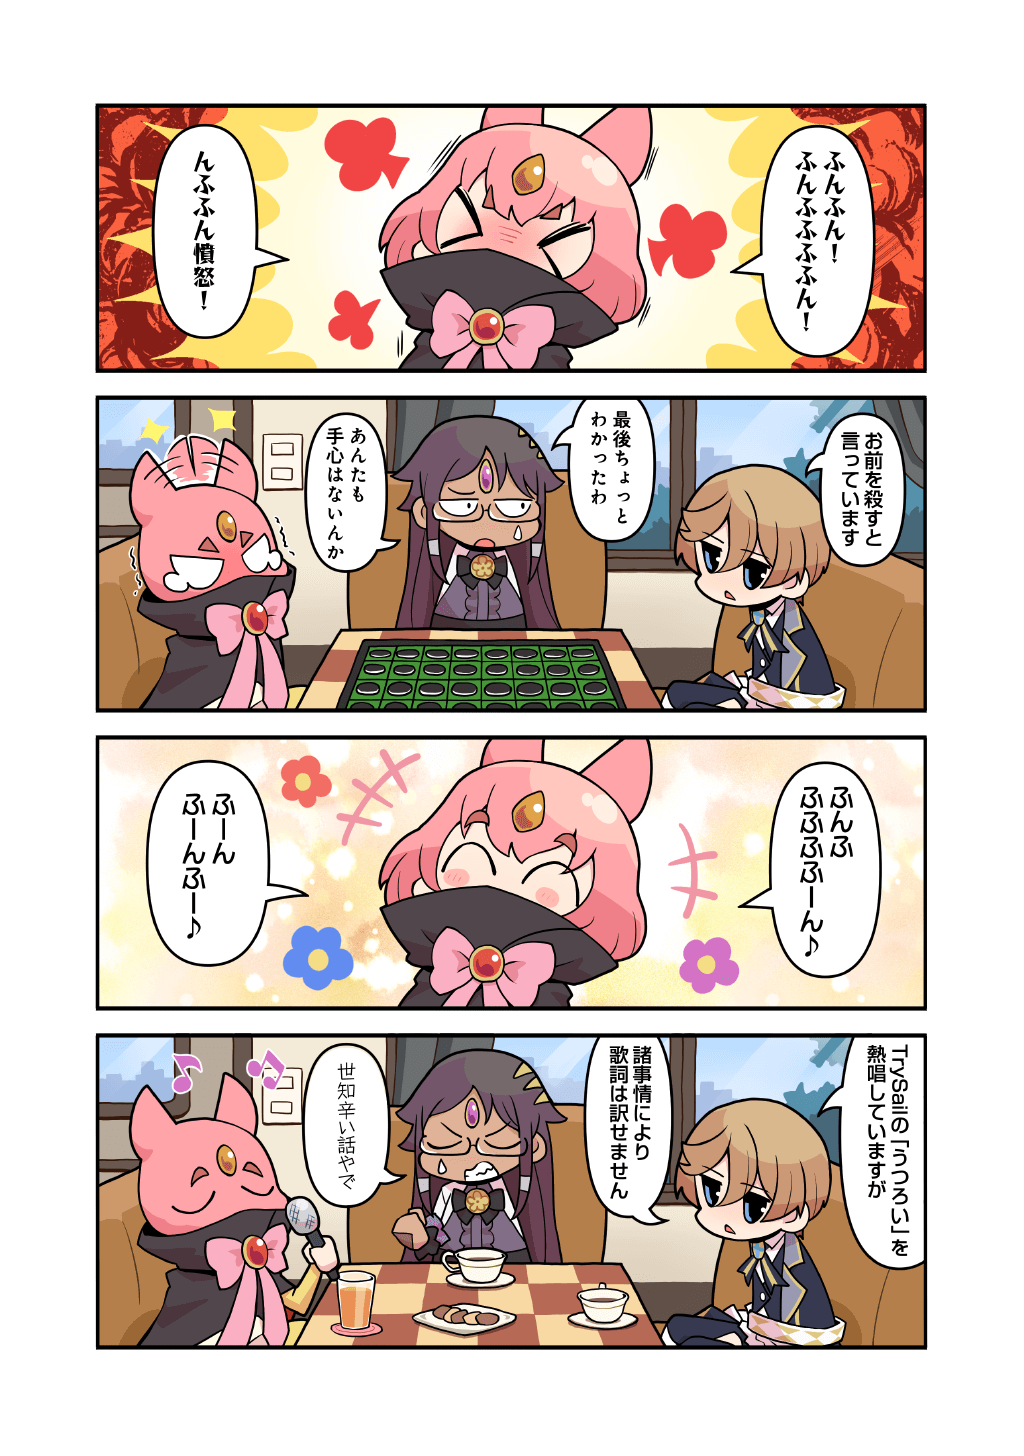 ふんふん！
ふんふふふふん！
んふふん憤怒！
お前を殺すと
言っています
最後ちょっと
わかったわ
あんたも
手心はないんか
ふんふ
ふふふふーん♪
ふーん
ふーんふー♪
TrySailの「うつろい」を
熱唱していますが
諸事情により
歌詞は訳せません
世知辛い話やで